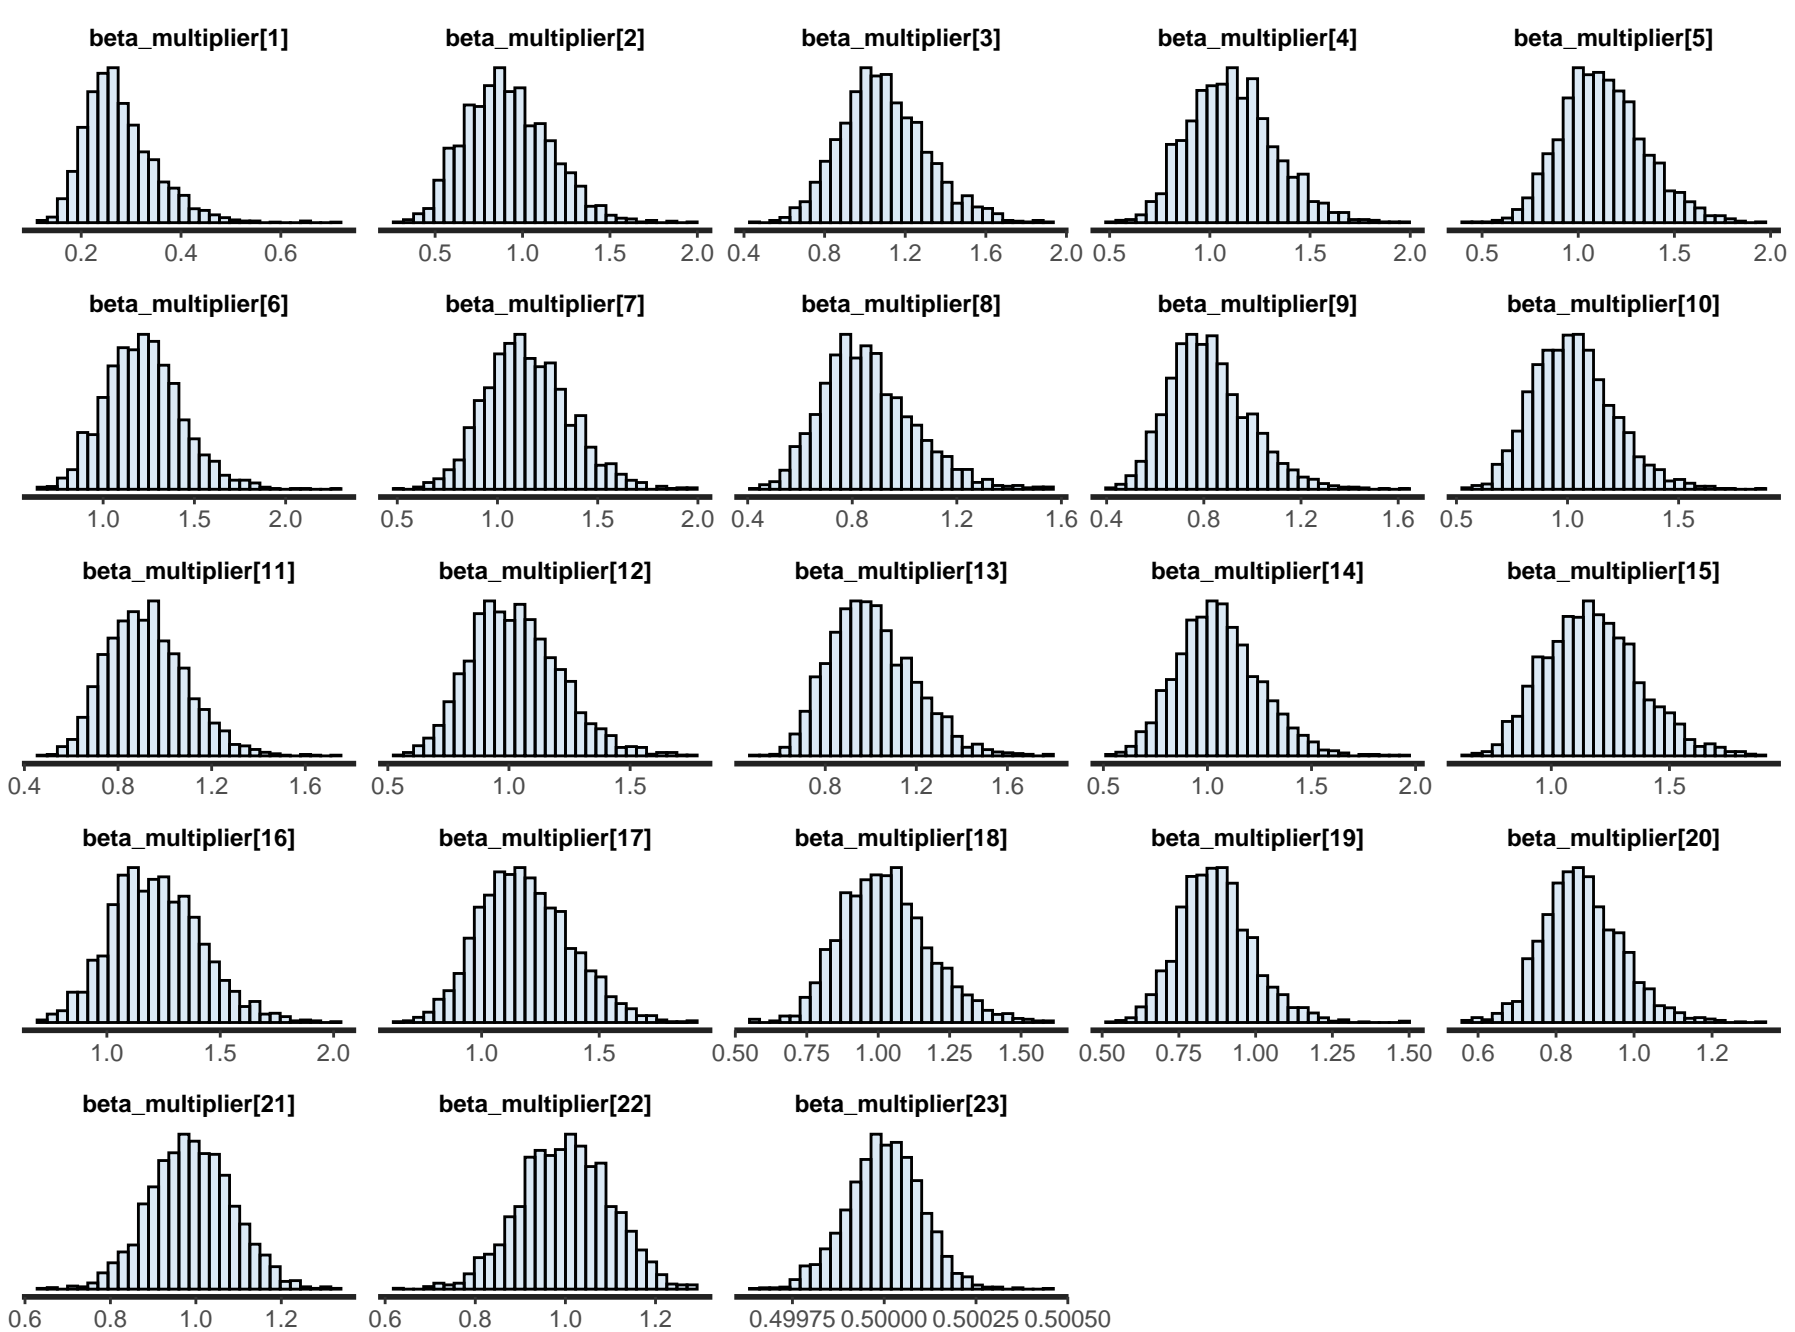 beta_multiplier[1] beta_multiplier[2] beta_multiplier[3] beta_multiplier[4] beta_multiplier[5]
0.2 0.4 0.6 0.5 1.0 1.5 2.0 0.4 0.8 1.2 1.6 2.0 0.5 1.0 1.5 2.0 0.5 1.0 1.5 2.0
beta_multiplier[6] beta_multiplier[7] beta_multiplier[8] beta_multiplier[9] beta_multiplier[10]
1.0 1.5 2.0 0.5 1.0 1.5 2.0 0.4 0.8 1.2 1.6 0.4 0.8 1.2 1.6 0.5 1.0 1.5
beta_multiplier[11] beta_multiplier[12] beta_multiplier[13] beta_multiplier[14] beta_multiplier[15]
0.4 0.8 1.2 1.6 0.5 1.0 1.5 0.8 1.2 1.6 0.5 1.0 1.5 2.0 1.0 1.5
beta_multiplier[16] beta_multiplier[17] beta_multiplier[18] beta_multiplier[19] beta_multiplier[20]
1.0 1.5 2.0 1.0 1.5 0.50 0.75 1.00 1.25 1.50 0.50 0.75 1.00 1.25 1.50 0.6 0.8 1.0 1.2
beta_multiplier[21] beta_multiplier[22] beta_multiplier[23]
0.6 0.8 1.0 1.2 0.6 0.8 1.0 1.2 0.49975 0.50000 0.50025 0.50050